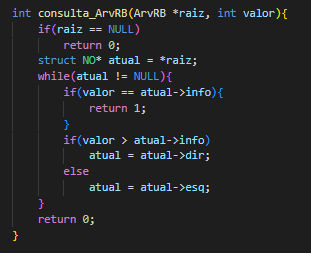 int consulta_ArvRB(ArvRB *raiz, int valor){
    if(raiz == NULL)
        return 0;
    struct NO* atual = *raiz;
    while(atual != NULL){
        if(valor == atual->info){
            return 1;
        }
        if(valor > atual->info)
            atual = atual->dir;
        else
            atual = atual->esq;
    }
    return 0;
}